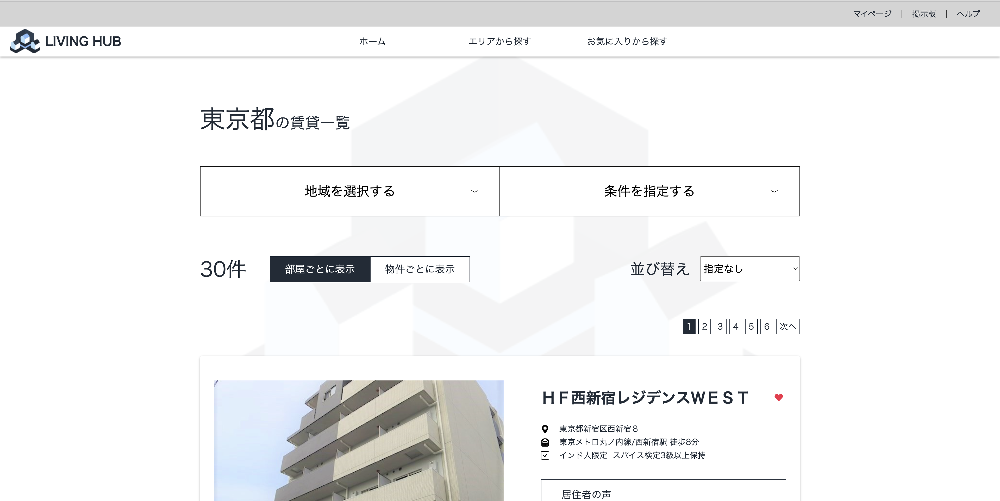 マイページ | 掲示板 | ヘルプ
LIVING HUB
ホーム エリアから探す お気に入りから探す
東京都の賃貸一覧
地域を選択する 条件を指定する
30件 部屋ごとに表示 物件ごとに表示 並び替え 指定なし
1 2 3 4 5 6 次へ
ＨＦ西新宿レジデンスWＥＳＴ
東京都新宿区西新宿８
東京メトロ丸ノ内線/西新宿駅 徒歩8分
インド人限定 スパイス検定3級以上保持
居住者の声